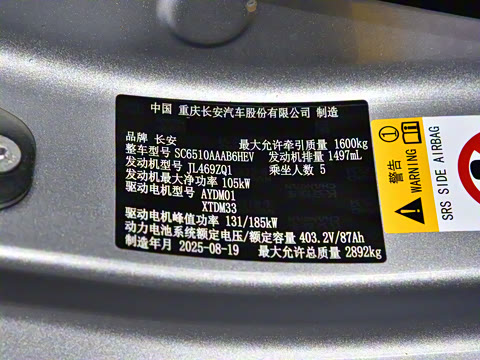 中国 重庆长安汽车股份有限公司 制造
品牌 长安 最大允许牵引质量 1600kg
整车型号 SC6510AAAB6HEV 发动机排量 1497mL
发动机型号 JL469ZQ1 乘坐人数 5
发动机最大净功率 105kW
驱动电机型号 AYDM01
XTDM33
驱动电机峰值功率 131/185kW
动力电池系统额定电压/额定容量 403.2V/87Ah
制造年月 2025-08-19 最大允许总质量 2892kg
警告
WARNING
SRS SIDE AIRBAG